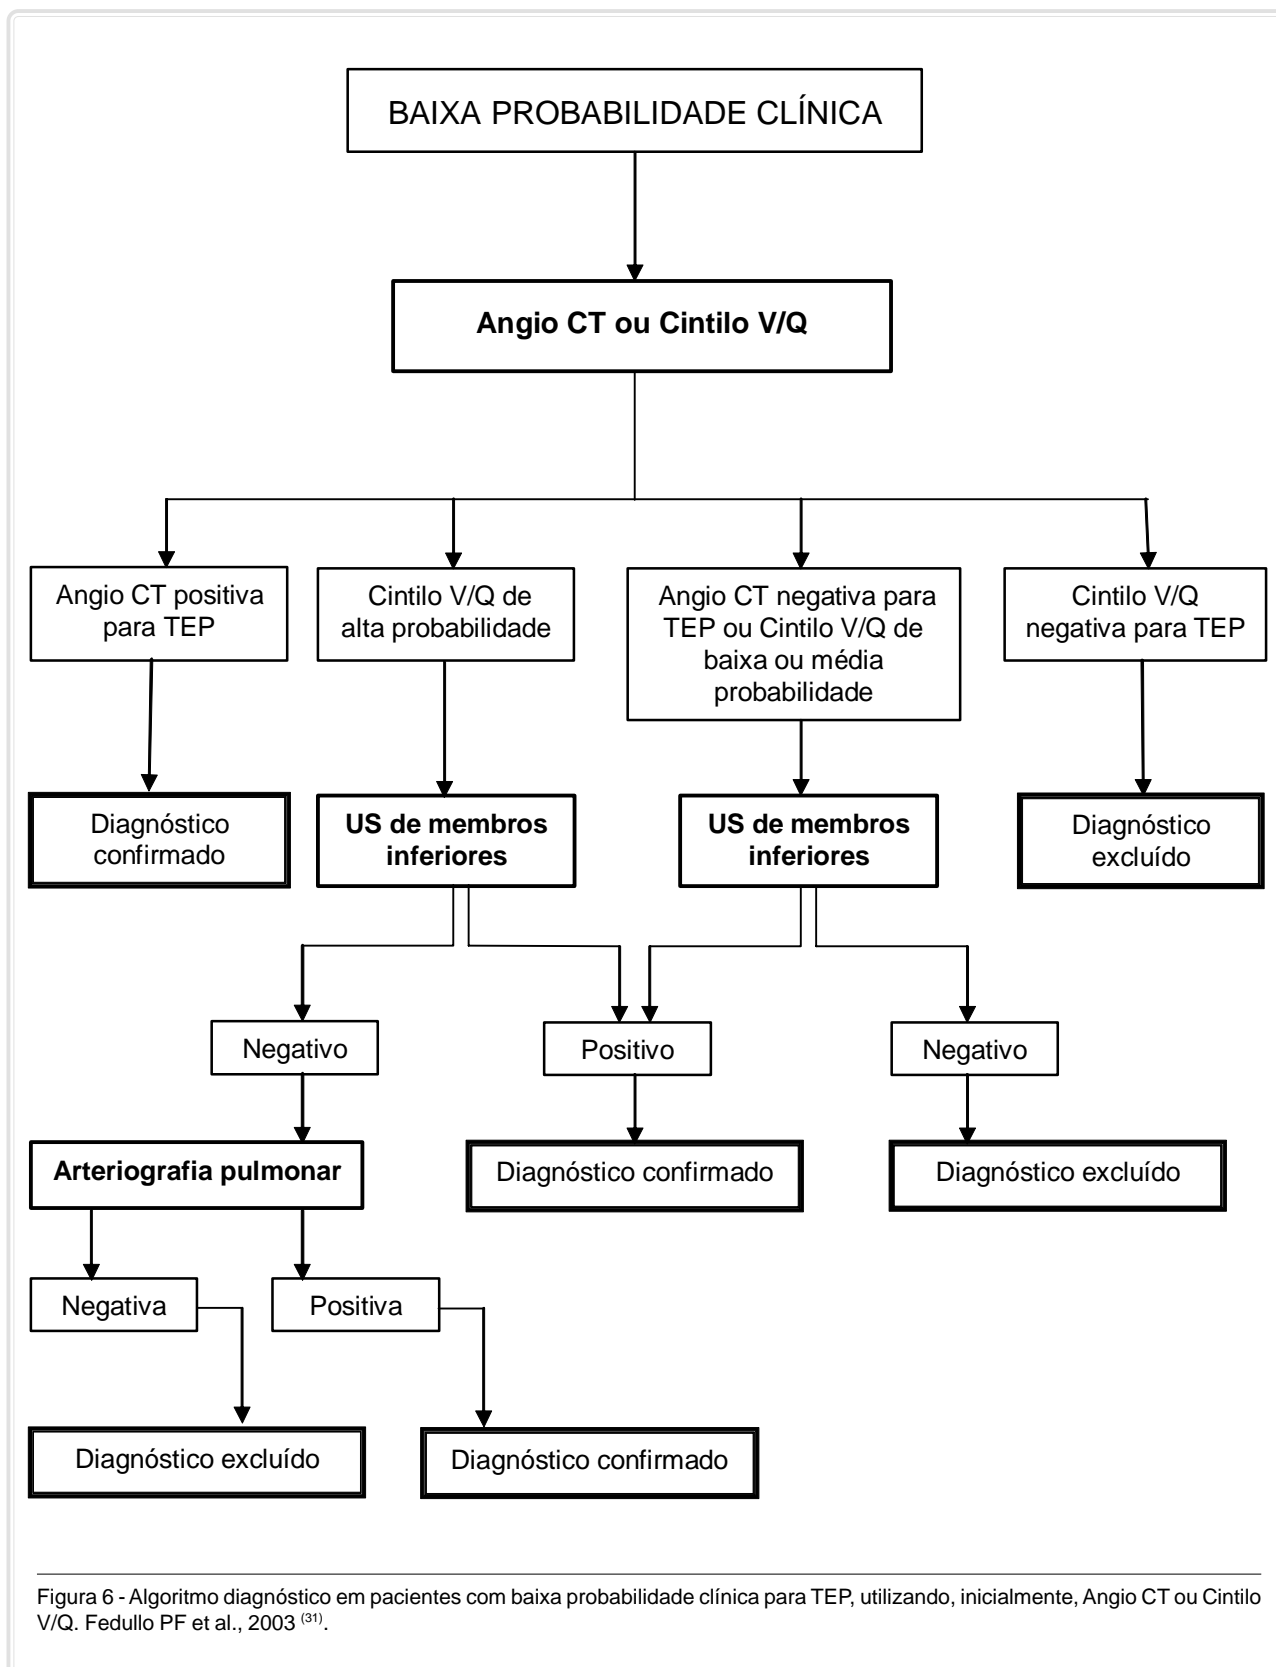 BAIXA PROBABILIDADE CLÍNICA
Angio CT ou Cintilo V/Q
Angio CT positiva
para TEP
Cintilo V/Q de
alta probabilidade
Angio CT negativa para
TEP ou Cintilo V/Q de
baixa ou média
probabilidade
Cintilo V/Q
negativa para TEP
Diagnóstico
confirmado
US de membros
inferiores
US de membros
inferiores
Diagnóstico
excluído
Negativo
Positivo
Negativo
Arteriografia pulmonar
Diagnóstico confirmado
Diagnóstico excluído
Negativa
Positiva
Diagnóstico excluído
Diagnóstico confirmado
Figura 6 - Algoritmo diagnóstico em pacientes com baixa probabilidade clínica para TEP, utilizando, inicialmente, Angio CT ou Cintilo
V/Q. Fedullo PF et al., 2003 (31).